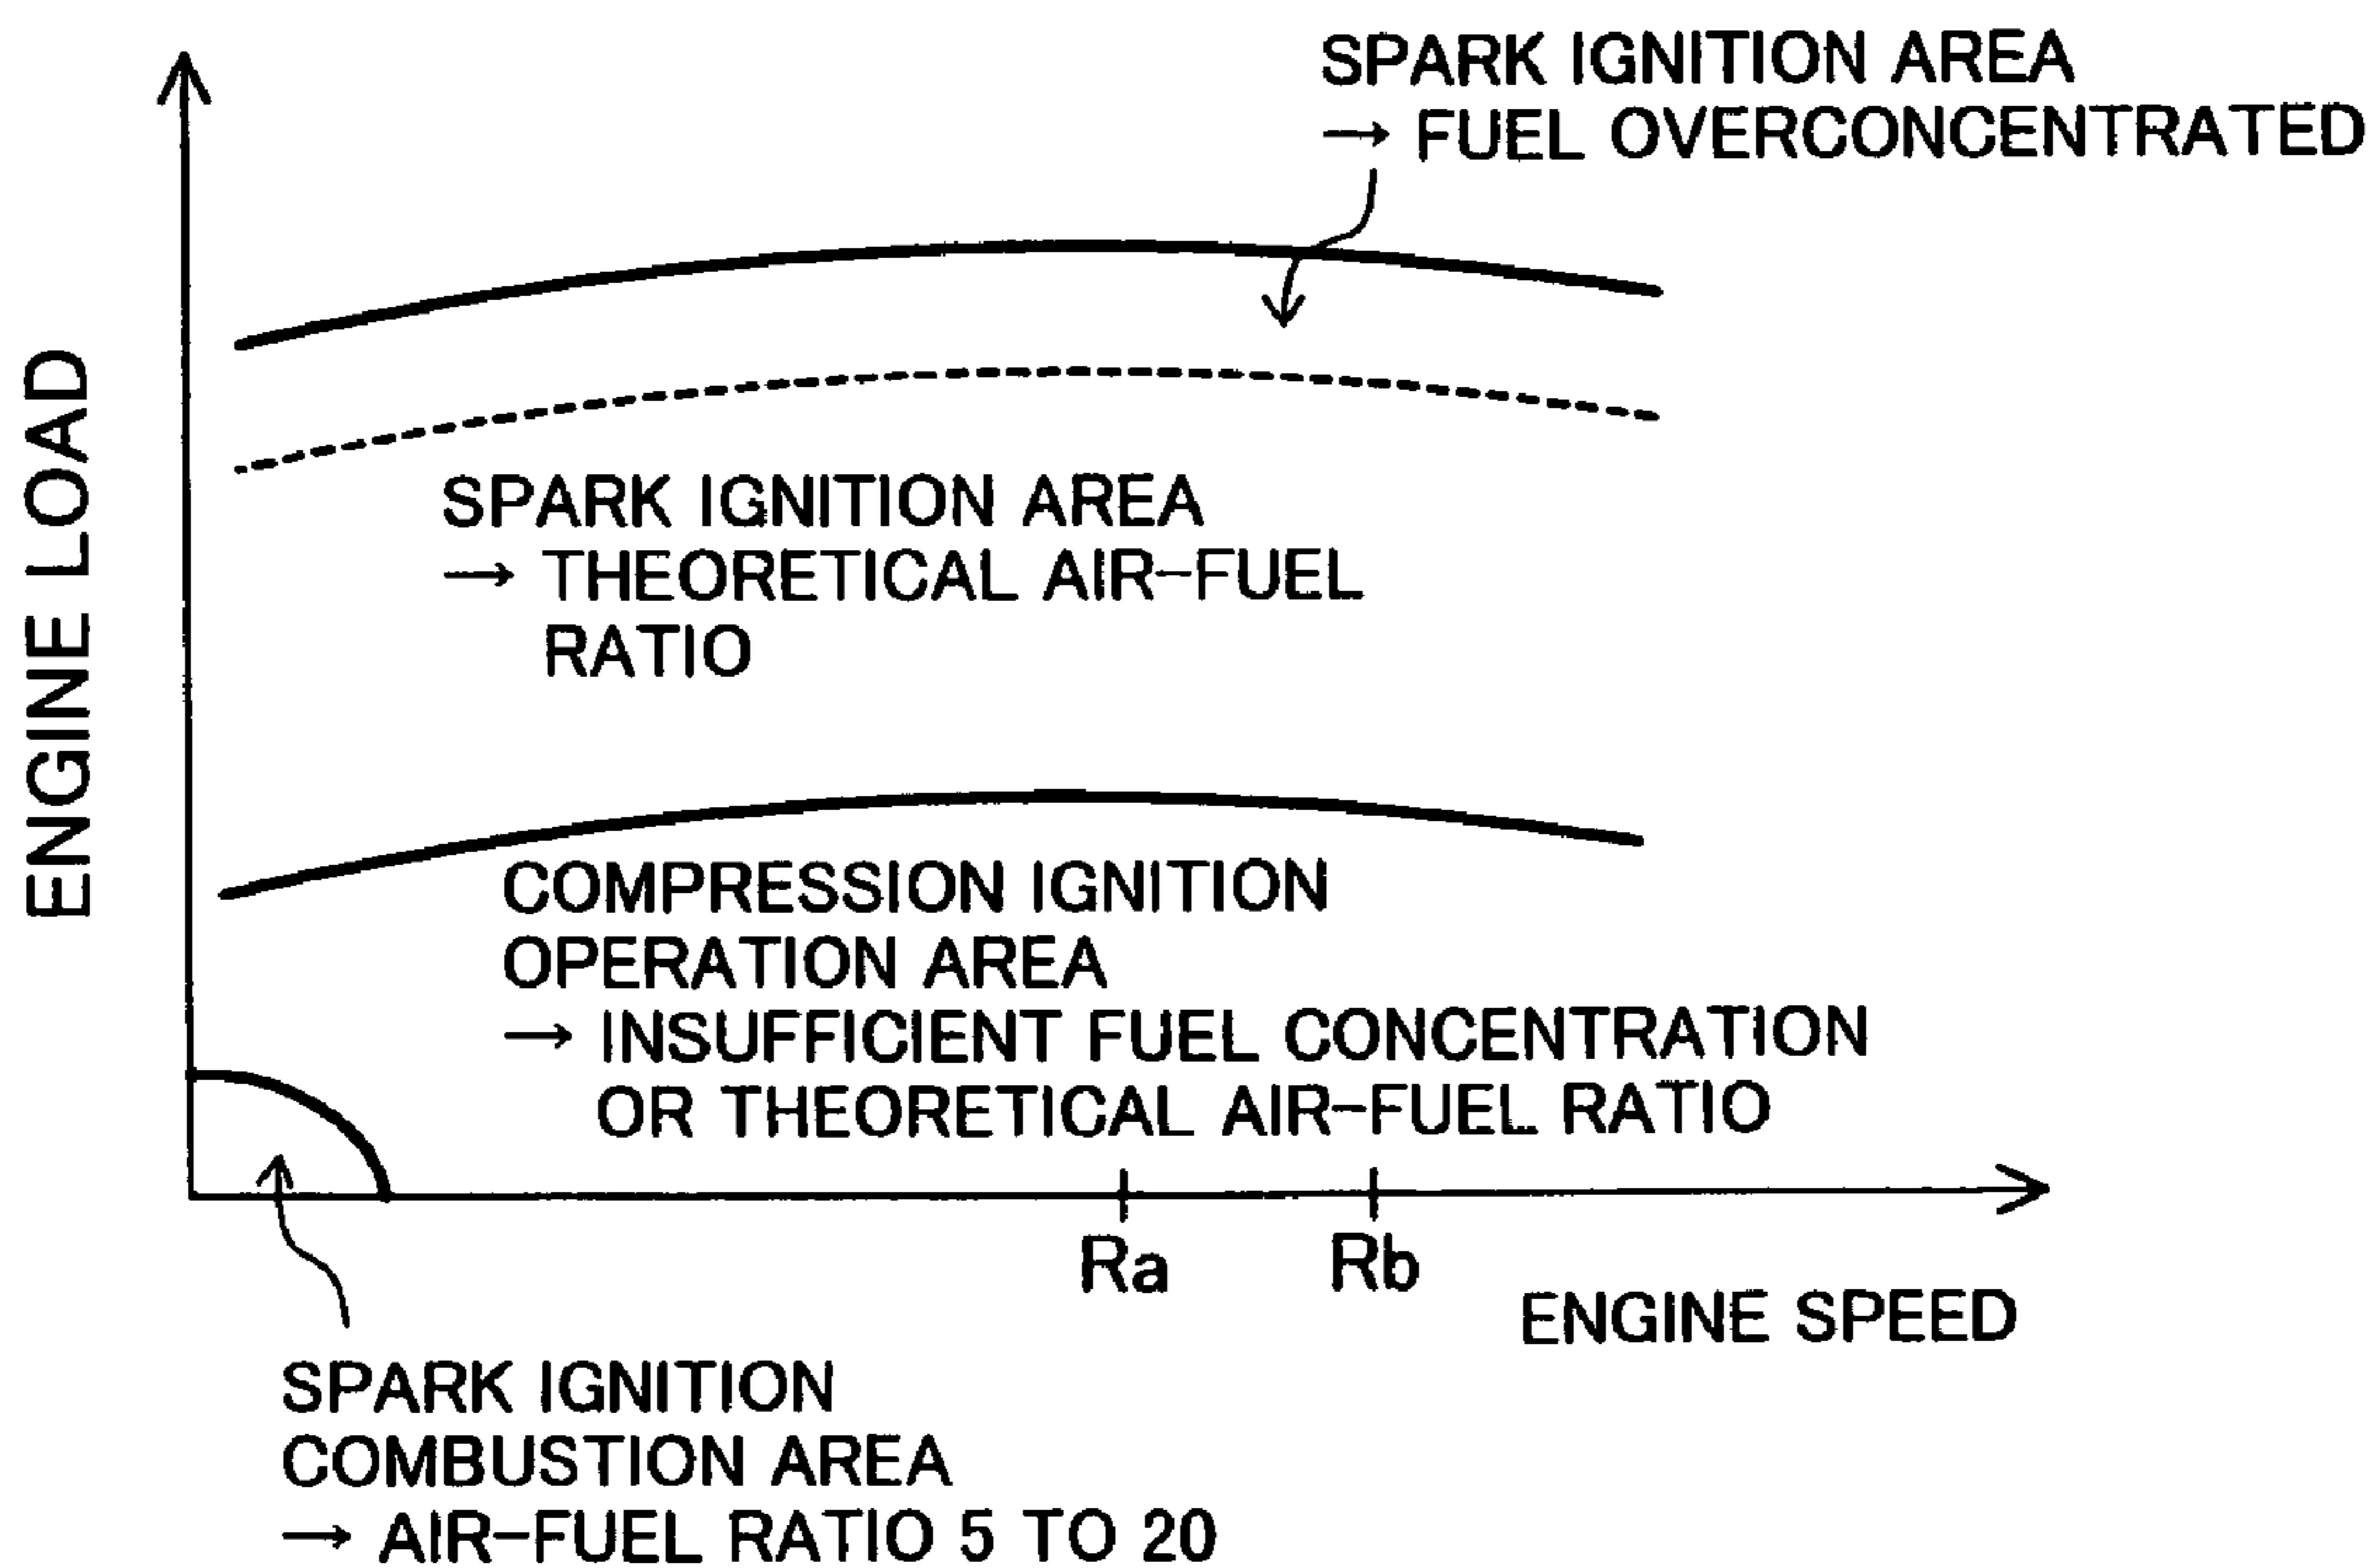 SPARK IGNITION AREA
→ FUEL OVERCONCENTRATED
ENGINE LOAD
SPARK IGNITION AREA
→ THEORETICAL AIR-FUEL
RATIO
COMPRESSION IGNITION
OPERATION AREA
→ INSUFFICIENT FUEL CONCENTRATION
OR THEORETICAL AIR-FUEL RATIO
Ra
Rb
ENGINE SPEED
SPARK IGNITION
COMBUSTION AREA
→ AIR-FUEL RATIO 5 TO 20